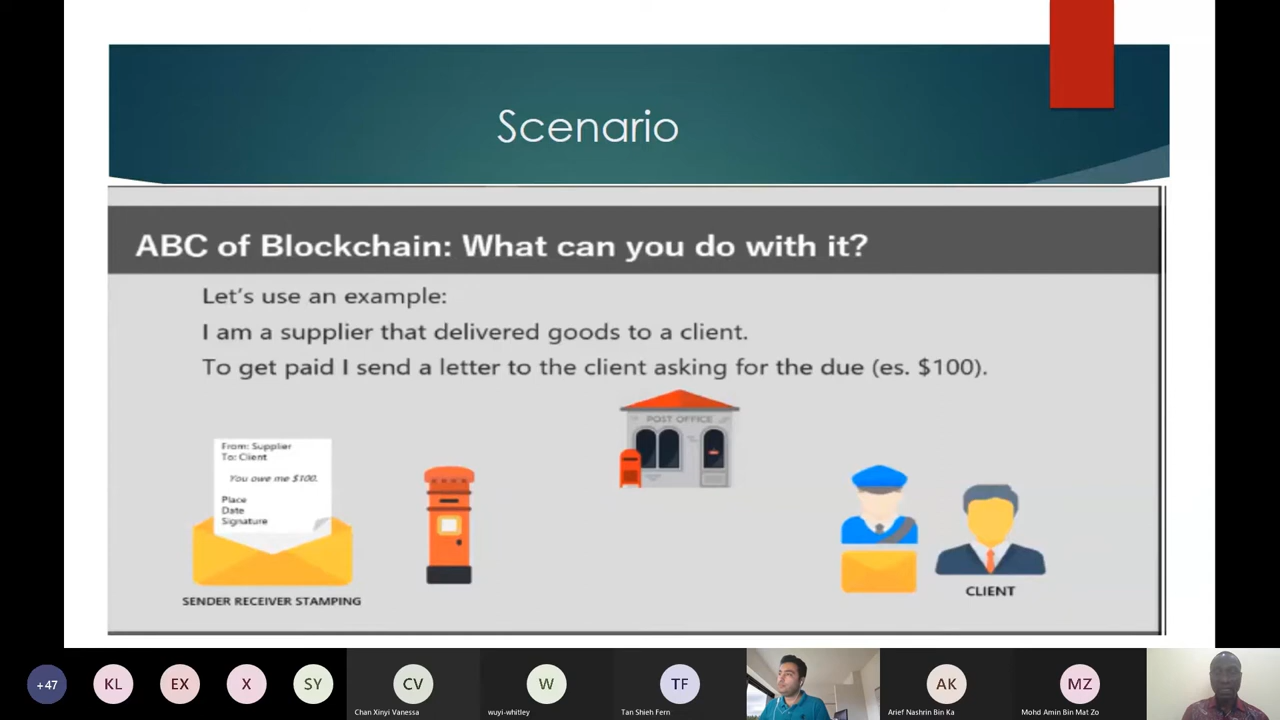 Scenario
ABC of Blockchain: What can you do with it?
Let's use an example:
I am a supplier that delivered goods to a client.
To get paid I send a letter to the client asking for the due (es. $100).
POST OFFICE
From: Supplier
To: Client
You owe me $100.
Place
Date
Signature
SENDER RECEIVER STAMPING
CLIENT
+47
KL
EX
X
SY
CV
Chan Xinyi Vanessa
W
wuyi-whitley
TF
Tan Shieh Fern
AK
Arief Nashrin Bin Ka
MZ
Mohd Amin Bin Mat Zo